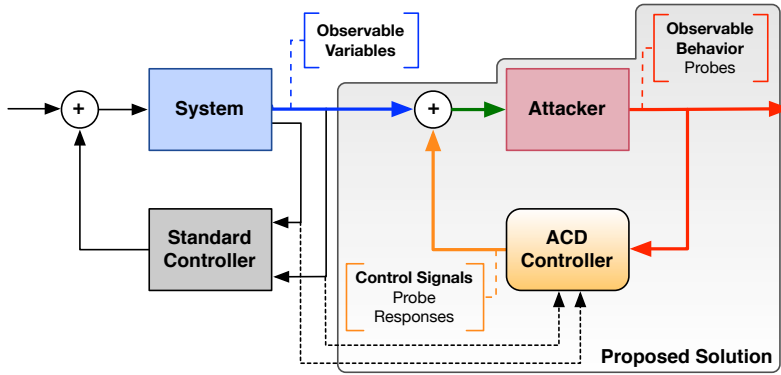 Observable
Variables
Observable
Behavior
Probes
+
System
+
Attacker
Standard
Controller
ACD
Controller
Control Signals
Probe
Responses
Proposed Solution